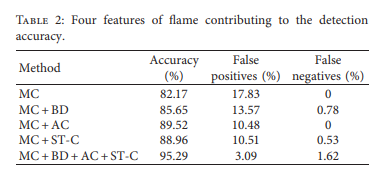 TABLE 2: Four features of flame contributing to the detection
accuracy.
Method Accuracy (%) False positives (%) False negatives (%)
MC 82.17 17.83 0
MC + BD 85.65 13.57 0.78
MC + AC 89.52 10.48 0
MC + ST-C 88.96 10.51 0.53
MC + BD + AC + ST-C 95.29 3.09 1.62